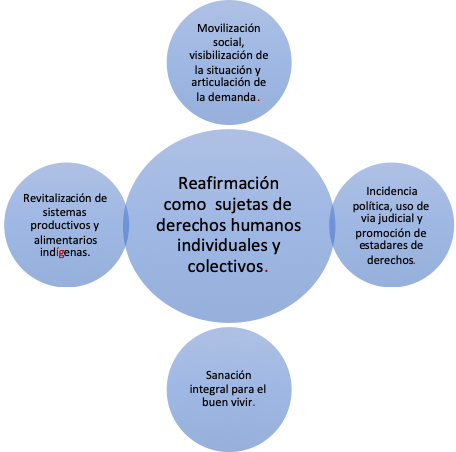 Movilización
social,
visibilización de
la situación y
articulación de
la demanda.
Reafirmación
como sujetas de
derechos humanos
individuales y
colectivos.
Revitalización de
sistemas
productivos y
alimentarios
indígenas.
Incidencia
política, uso de
via judicial y
promoción de
estadares de
derechos.
Sanación
integral para el
buen vivir.